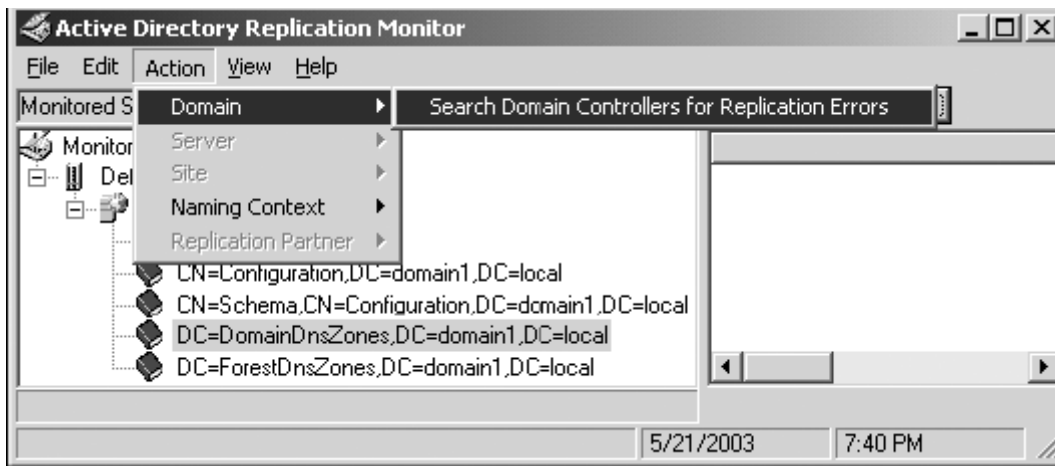 Active Directory Replication Monitor
File Edit Action View Help
Monitored S
Domain
Search Domain Controllers for Replication Errors
Monitor
Server
Del
Site
Naming Context
Replication Partner
CN=Configuration,DC=domain1,DC=local
CN=Schema,CN=Configuration,DC=domain1,DC=local
DC=DomainDnsZones,DC=domain1,DC=local
DC=ForestDnsZones,DC=domain1,DC=local
5/21/2003 7:40 PM